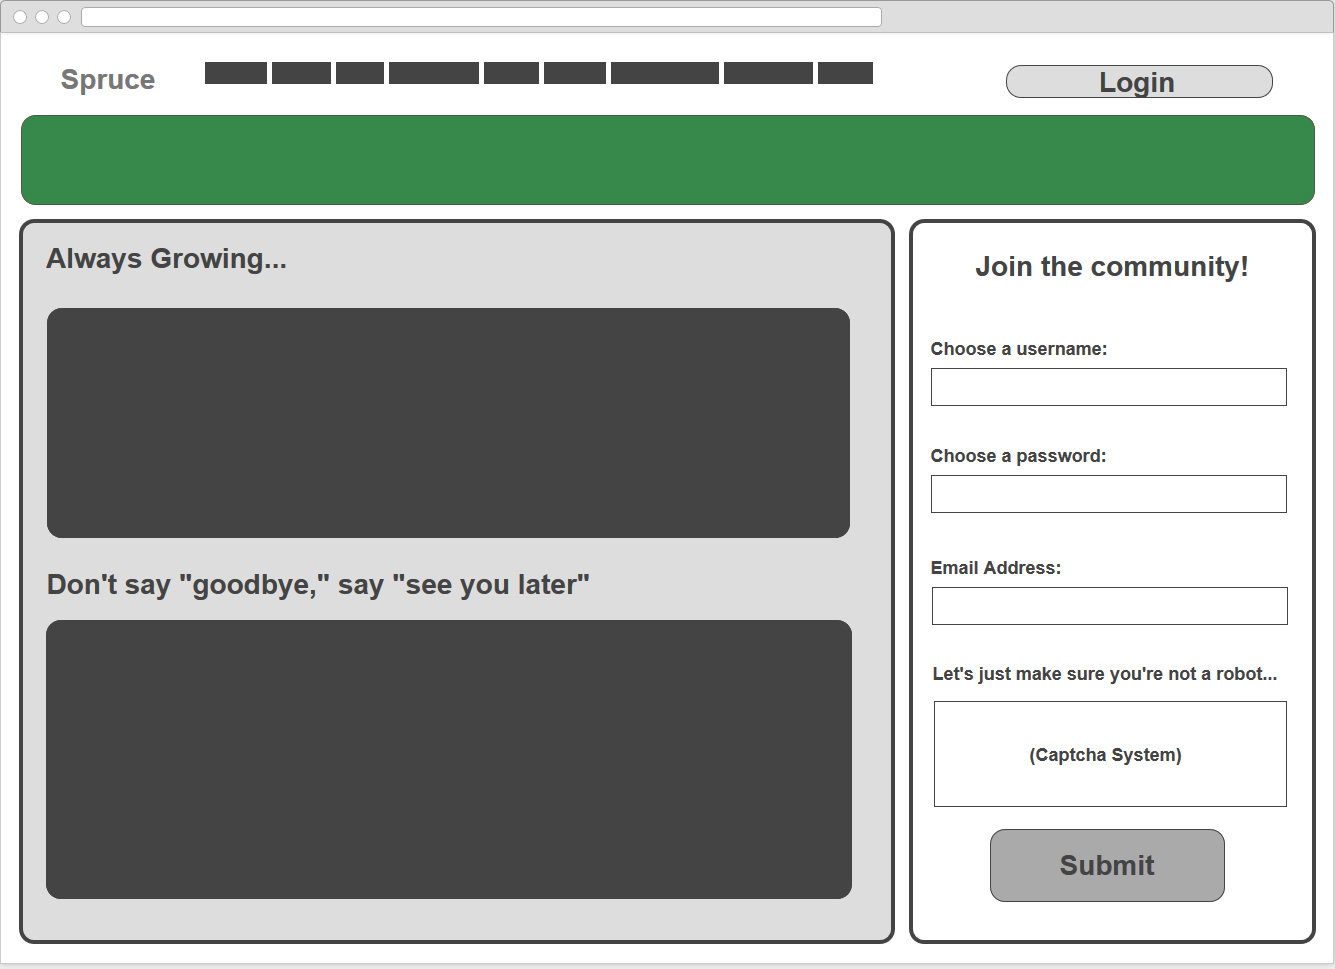 Spruce
Login
Always Growing...
Don't say "goodbye," say "see you later"
Join the community!
Choose a username:
Choose a password:
Email Address:
Let's just make sure you're not a robot...
(Captcha System)
Submit